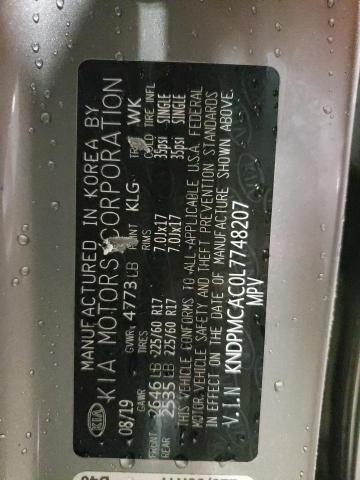 MANUFACTURED IN KOREA BY
KIA MOTORS CORPORATION
KIA
08/19 GVWR 4773 LB PAINT KLG. WK
GAWR TIRES RIMS COLD TIRE INFL
FRONT 2646 LB 225/60 R17 7.0Jx17 35psi SINGLE
REAR 2535 LB 225/60 R17 7.0Jx17 35psi SINGLE
THIS VEHICLE CONFORMS TO ALL APPLICABLE U.S.A. FEDERAL
MOTOR VEHICLE SAFETY AND THEFT PREVENTION STANDARDS
IN EFFECT ON THE DATE OF MANUFACTURE SHOWN ABOVE.
V.I.N KNDPMCAC0L7748207
MPV